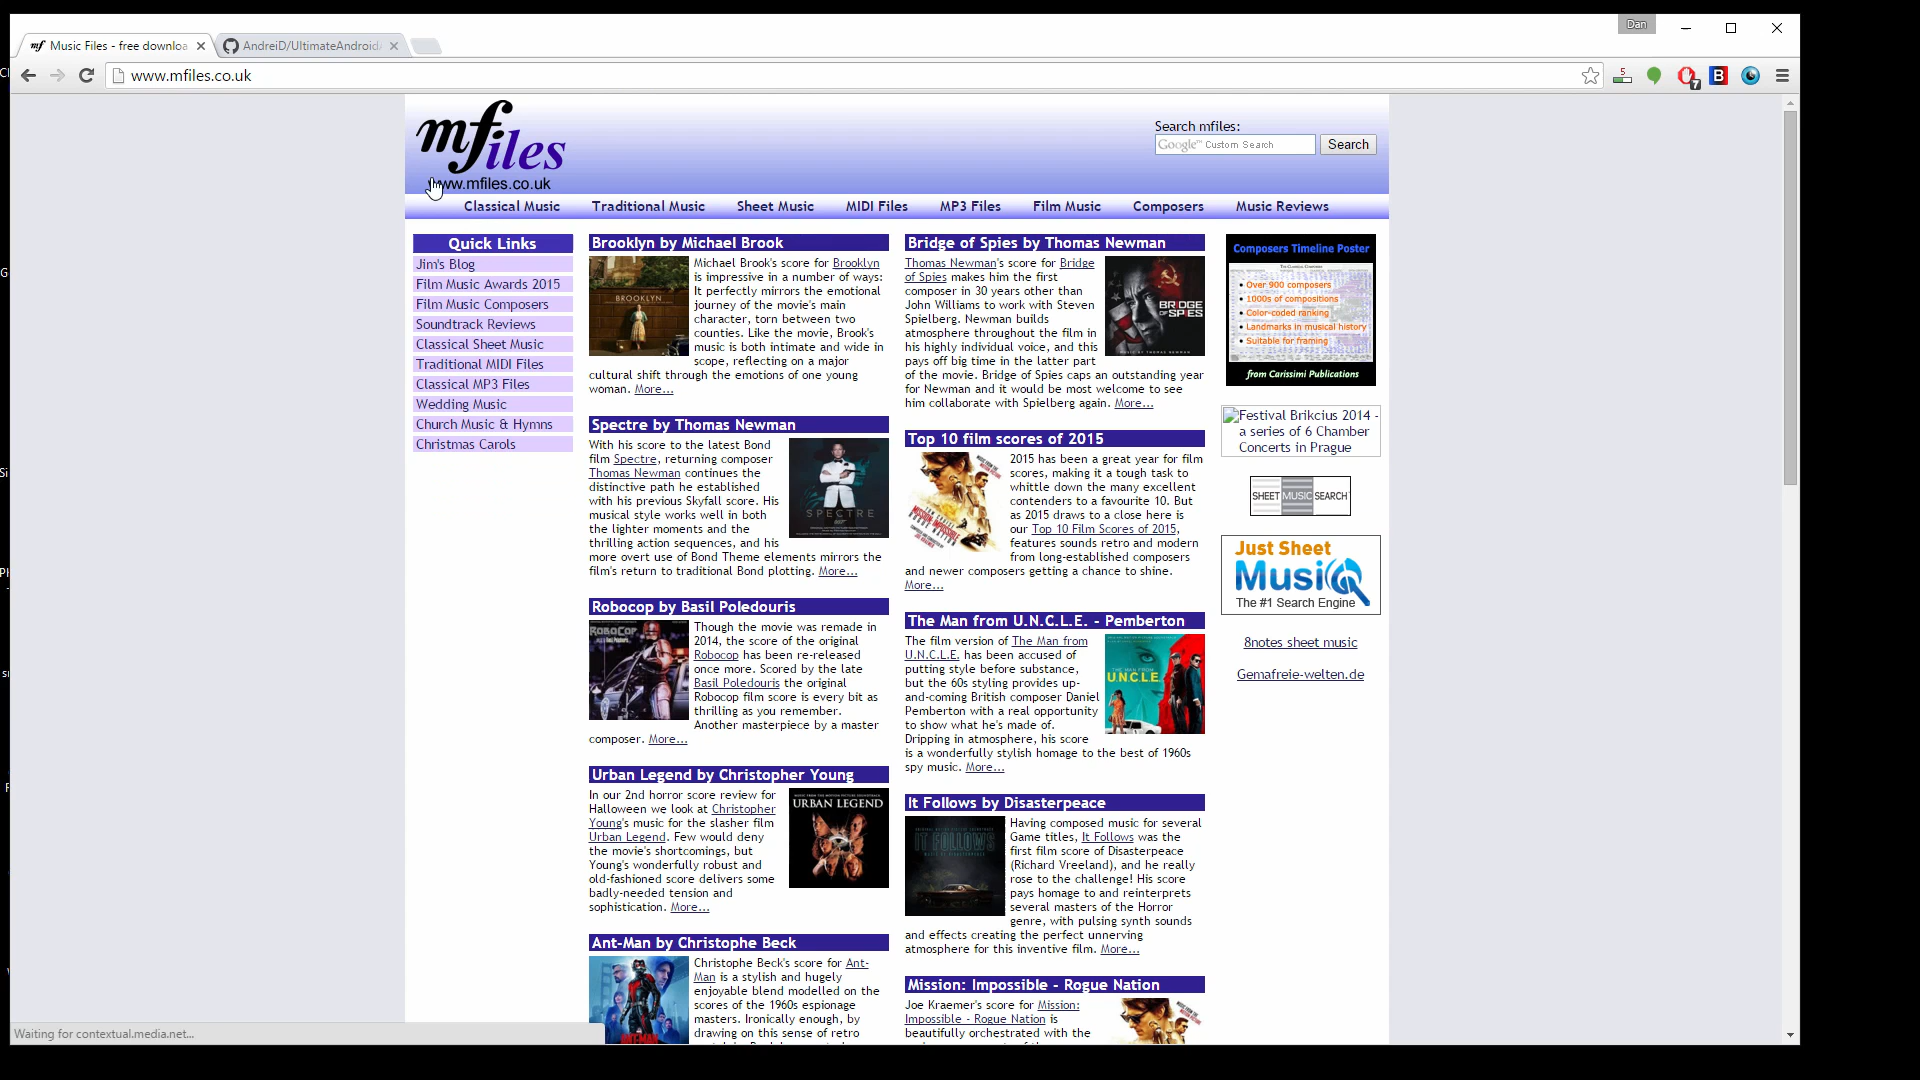 Dan
mf Music Files - free downloa
AndreiD/UltimateAndroid
www.mfiles.co.uk
5
7
B
mfiles
www.mfiles.co.uk
Search mfiles:
Google™ Custom Search
Search
Classical Music
Traditional Music
Sheet Music
MIDI Files
MP3 Files
Film Music
Composers
Music Reviews
Quick Links
Jim's Blog
Film Music Awards 2015
Film Music Composers
Soundtrack Reviews
Classical Sheet Music
Traditional MIDI Files
Classical MP3 Files
Wedding Music
Church Music & Hymns
Christmas Carols
Brooklyn by Michael Brook
BROOKLYN
Michael Brook's score for Brooklyn
is impressive in a number of ways:
It perfectly mirrors the emotional
journey of the movie's main
character, torn between two
counties. Like the movie, Brook's
music is both intimate and wide in
scope, reflecting on a major
cultural shift through the emotions of one young
woman. More...
Spectre by Thomas Newman
With his score to the latest Bond
film Spectre, returning composer
Thomas Newman continues the
distinctive path he established
with his previous Skyfall score. His
musical style works well in both
the lighter moments and the
thrilling action sequences, and his
more overt use of Bond Theme elements mirrors the
film's return to traditional Bond plotting. More...
SPECTRE
007
Robocop by Basil Poledouris
ROBOCOP
Though the movie was remade in
2014, the score of the original
Robocop has been re-released
once more. Scored by the late
Basil Poledouris the original
Robocop film score is every bit as
thrilling as you remember.
Another masterpiece by a master
composer. More...
Urban Legend by Christopher Young
In our 2nd horror score review for
Halloween we look at Christopher
Young's music for the slasher film
Urban Legend. Few would deny
the movie's shortcomings, but
Young's wonderfully robust and
old-fashioned score delivers some
badly-needed tension and
sophistication. More...
URBAN LEGEND
Ant-Man by Christophe Beck
ANT-MAN
Christophe Beck's score for Ant-
Man is a stylish and hugely
enjoyable blend modelled on the
scores of the 1960s espionage
masters. Ironically enough, by
drawing on this sense of retro
Bridge of Spies by Thomas Newman
Thomas Newman's score for Bridge
of Spies makes him the first
composer in 30 years other than
John Williams to work with Steven
Spielberg. Newman builds
atmosphere throughout the film in
his highly individual voice, and this
pays off big time in the latter part
of the movie. Bridge of Spies caps an outstanding year
for Newman and it would be most welcome to see
him collaborate with Spielberg again. More...
BRIDGE
OF SPIES
MUSIC BY THOMAS NEWMAN
Top 10 film scores of 2015
2015 has been a great year for film
scores, making it a tough task to
whittle down the many excellent
contenders to a favourite 10. But
as 2015 draws to a close here is
our Top 10 Film Scores of 2015,
features sounds retro and modern
from long-established composers
and newer composers getting a chance to shine.
More...
The Man from U.N.C.L.E. - Pemberton
The film version of The Man from
U.N.C.L.E. has been accused of
putting style before substance,
but the 60s styling provides up-
and-coming British composer Daniel
Pemberton with a real opportunity
to show what he's made of.
Dripping in atmosphere, his score
is a wonderfully stylish homage to the best of 1960s
spy music. More...
THE MAN FROM
U.N.C.L.E.
It Follows by Disasterpeace
IT FOLLOWS
Having composed music for several
Game titles, It Follows was the
first film score of Disasterpeace
(Richard Vreeland), and he really
rose to the challenge! His score
pays homage to and reinterprets
several masters of the Horror
genre, with pulsing synth sounds
and effects creating the perfect unnerving
atmosphere for this inventive film. More...
Mission: Impossible - Rogue Nation
Joe Kraemer's score for Mission:
Impossible - Rogue Nation is
beautifully orchestrated with the
Composers Timeline Poster
• Over 900 composers
• 1000s of compositions
• Color-coded ranking
• Landmarks in musical history
• Suitable for framing
from Carissimi Publications
Festival Brikcius 2014 -
a series of 6 Chamber
Concerts in Prague
SHEET MUSIC SEARCH
Just Sheet
Music
The #1 Search Engine
8notes sheet music
Gemafreie-welten.de
Waiting for contextual.media.net...